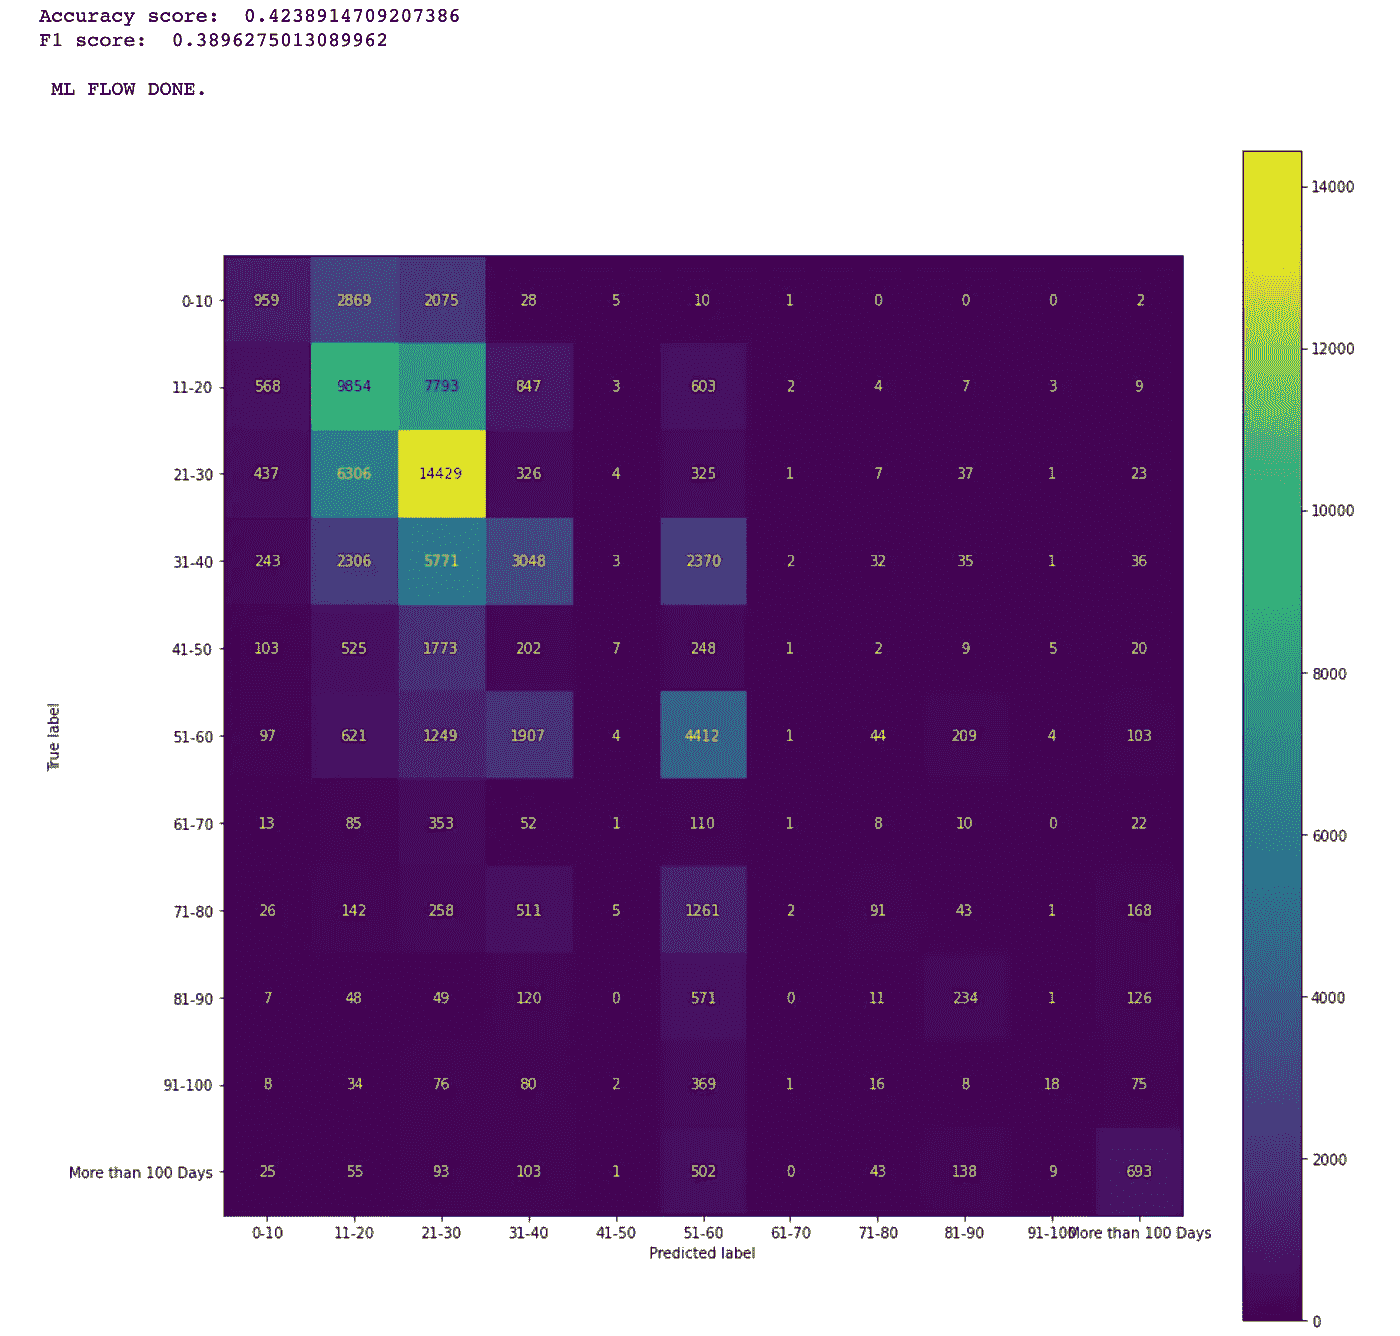 Accuracy score:  0.4238914709207386
F1 score:  0.3896275013089962
ML FLOW DONE.
14000
12000
10000
8000
6000
4000
2000
0
True label
0-10 959 2869 2075 28 5 10 1 0 0 0 2
11-20 568 9854 7793 847 3 603 2 4 7 3 9
21-30 437 6306 14429 326 4 325 1 7 37 1 23
31-40 243 2306 5771 3048 3 2370 2 32 35 1 36
41-50 103 525 1773 202 7 248 1 2 9 5 20
51-60 97 621 1249 1907 4 4412 1 44 209 4 103
61-70 13 85 353 52 1 110 1 8 10 0 22
71-80 26 142 258 511 5 1261 2 91 43 1 168
81-90 7 48 49 120 0 571 0 11 234 1 126
91-100 8 34 76 80 2 369 1 16 8 18 75
More than 100 Days 25 55 93 103 1 502 0 43 138 9 693
0-10 11-20 21-30 31-40 41-50 51-60 61-70 71-80 81-90 91-100 More than 100 Days
Predicted label